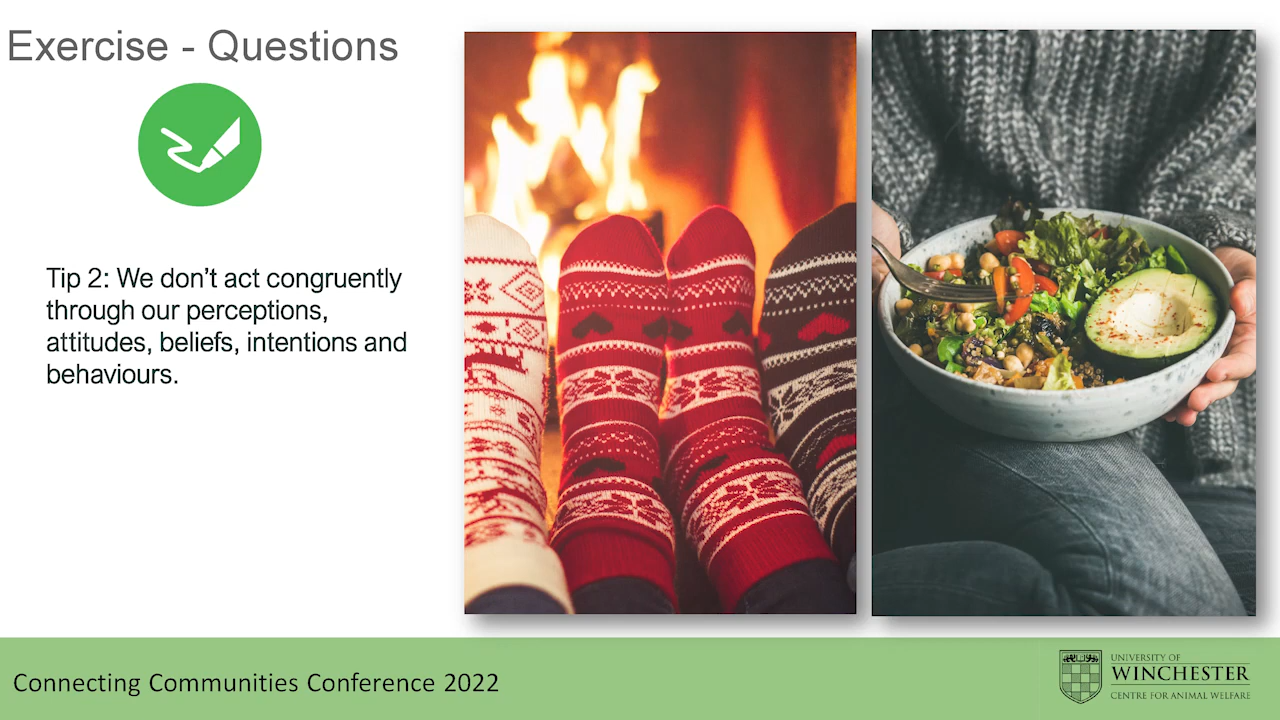 Exercise - Questions
Tip 2: We don’t act congruently
through our perceptions,
attitudes, beliefs, intentions and
behaviours.
Connecting Communities Conference 2022
UNIVERSITY OF
WINCHESTER
CENTRE FOR ANIMAL WELFARE